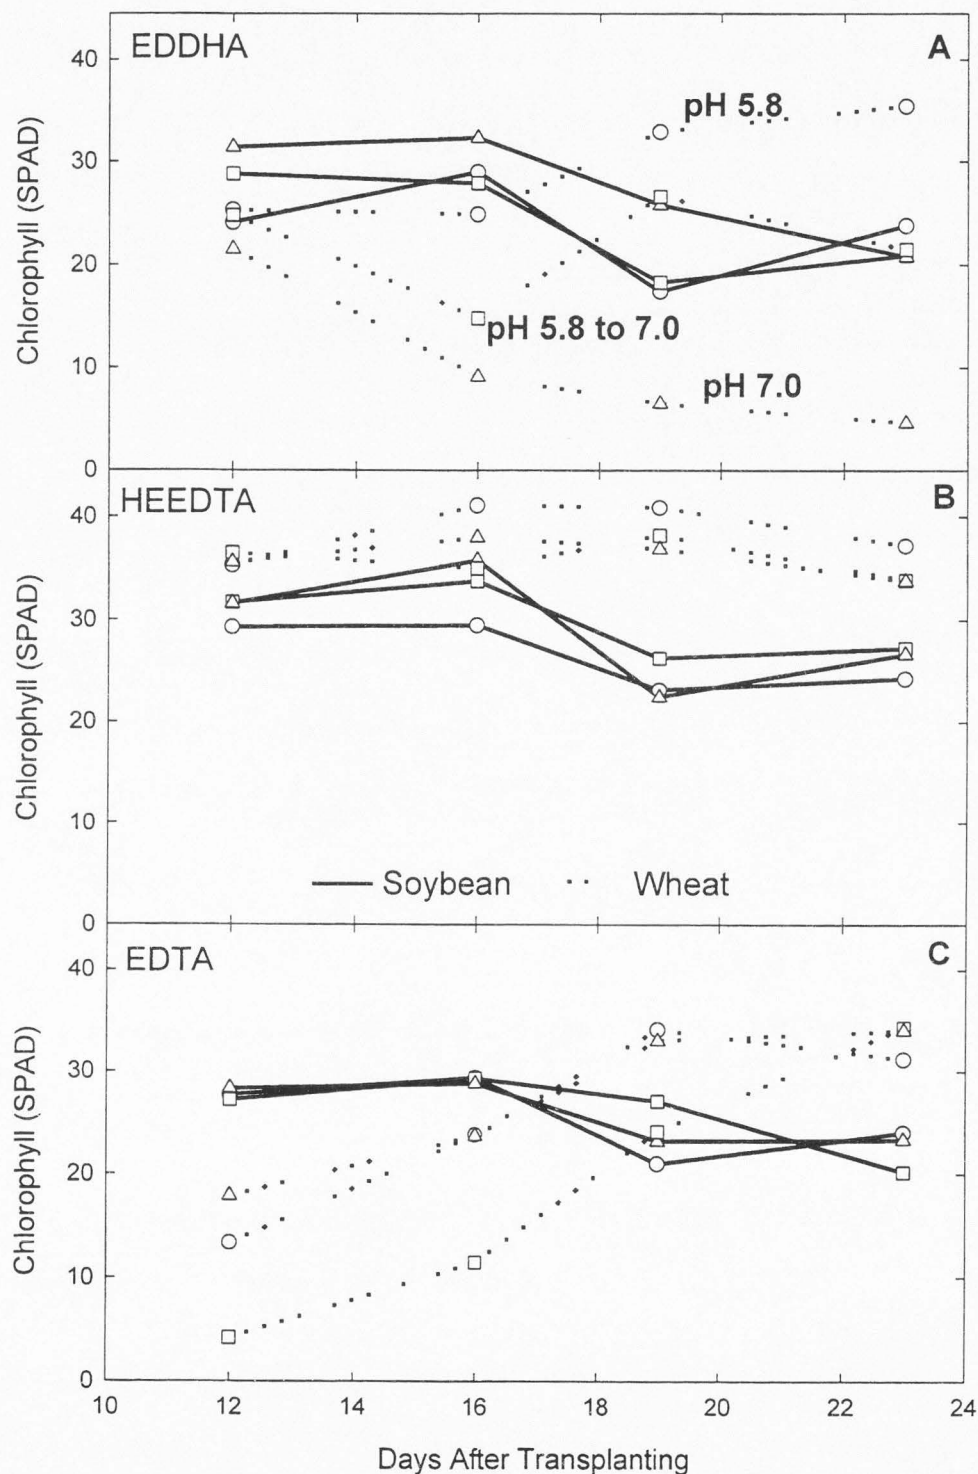 EDDHA
A
40
30
20
10
0
Chlorophyll (SPAD)
pH 5.8
pH 5.8 to 7.0
pH 7.0
HEEDTA
B
40
30
20
10
0
Chlorophyll (SPAD)
Soybean Wheat
EDTA
C
40
30
20
10
0
Chlorophyll (SPAD)
10 12 14 16 18 20 22 24
Days After Transplanting